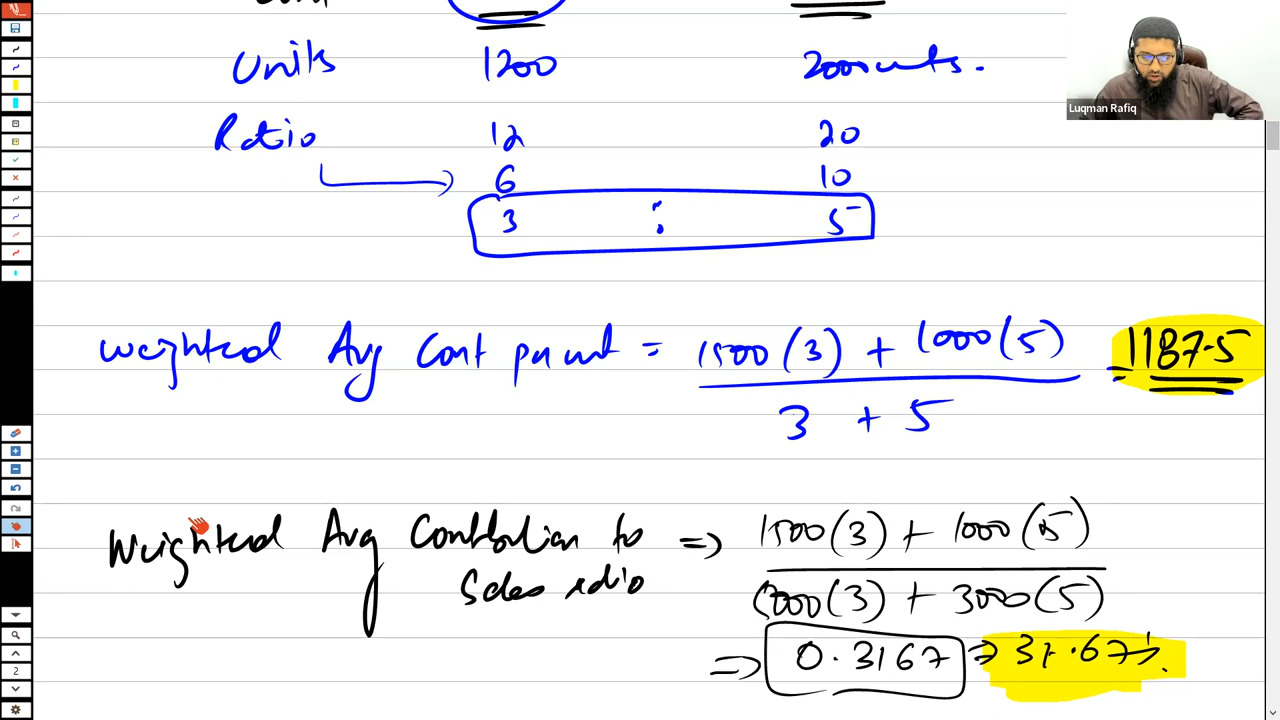 Cont
Units 1200 2000 units.
Luqman Rafiq
Ratio 12 20
6 10
3 : 5
Weighted Avg Cont per unit = 1500(3) + 1000(5) = 1187.5
3 + 5
Weighted Avg Contribution to => 1500(3) + 1000(5)
Sales ratio (3) + 3000(5)
=> 0.3167 => 31.67%.
2